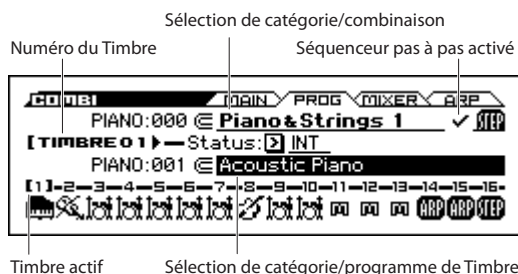 Sélection de catégorie/combinaison
Numéro du Timbre
Séquenceur pas à pas activé
COMBI MAIN PROG MIXER ARP
PIANO:000 Piano&Strings 1 STEP
[TIMBRE01] Status: INT
PIANO:001 Acoustic Piano
[1]-2-3-4-5-6-7-8-9-10-11-12-13-14-15-16-
ARP ARP STEP
Timbre actif
Sélection de catégorie/programme de Timbre